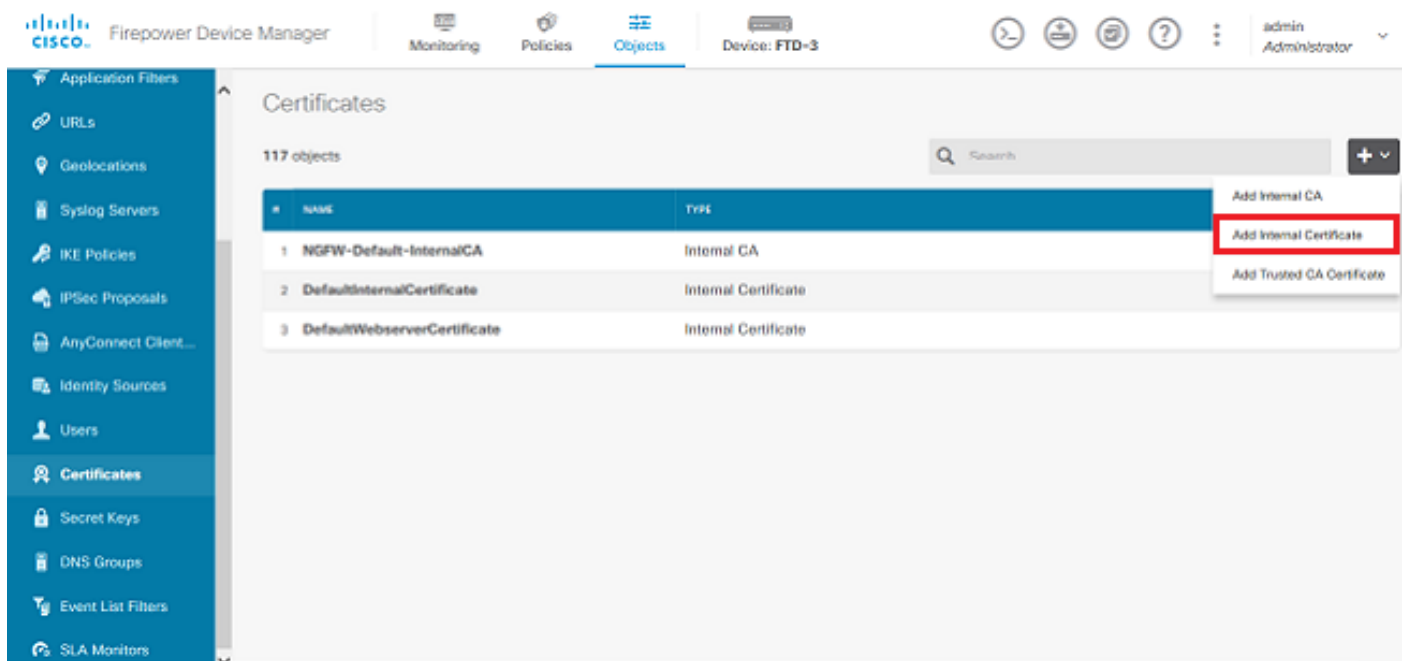 CISCO
Firepower Device Manager
Monitoring
Policies
Objects
Device: FTD-3
admin
Administrator
Application Filters
URLs
Geolocations
Syslog Servers
IKE Policies
IPSec Proposals
AnyConnect Client...
Identity Sources
Users
Certificates
Secret Keys
DNS Groups
Event List Filters
SLA Monitors
Certificates
117 objects
Search
Add Internal CA
Add Internal Certificate
Add Trusted CA Certificate
# NAME TYPE
1 NGFW-Default-InternalCA Internal CA
2 DefaultInternalCertificate Internal Certificate
3 DefaultWebserverCertificate Internal Certificate